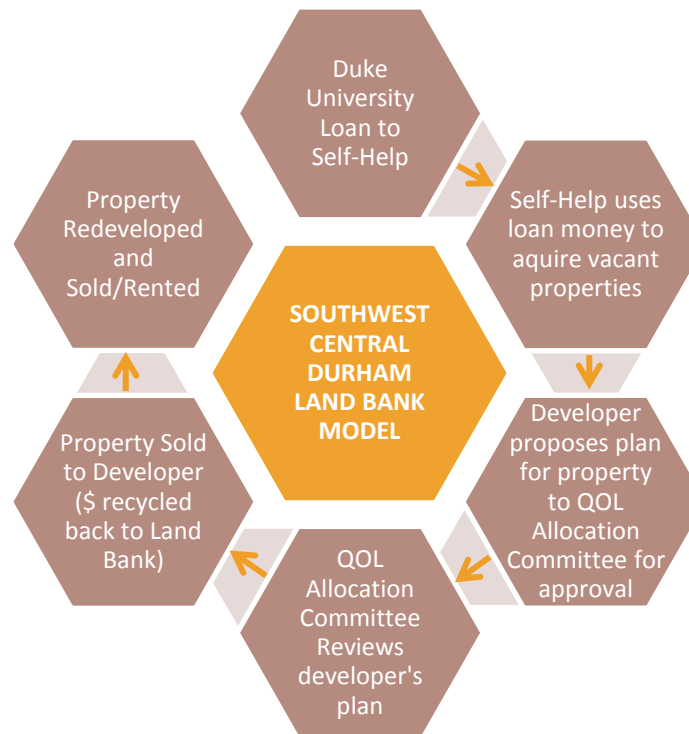 Duke
University
Loan to
Self-Help
Self-Help uses
loan money to
aquire vacant
properties
Developer
proposes plan
for property
to QOL
Allocation
Committee for
approval
QOL
Allocation
Committee
Reviews
developer's
plan
Property Sold
to Developer
($ recycled
back to Land
Bank)
Property
Redeveloped
and
Sold/Rented
SOUTHWEST
CENTRAL
DURHAM
LAND BANK
MODEL